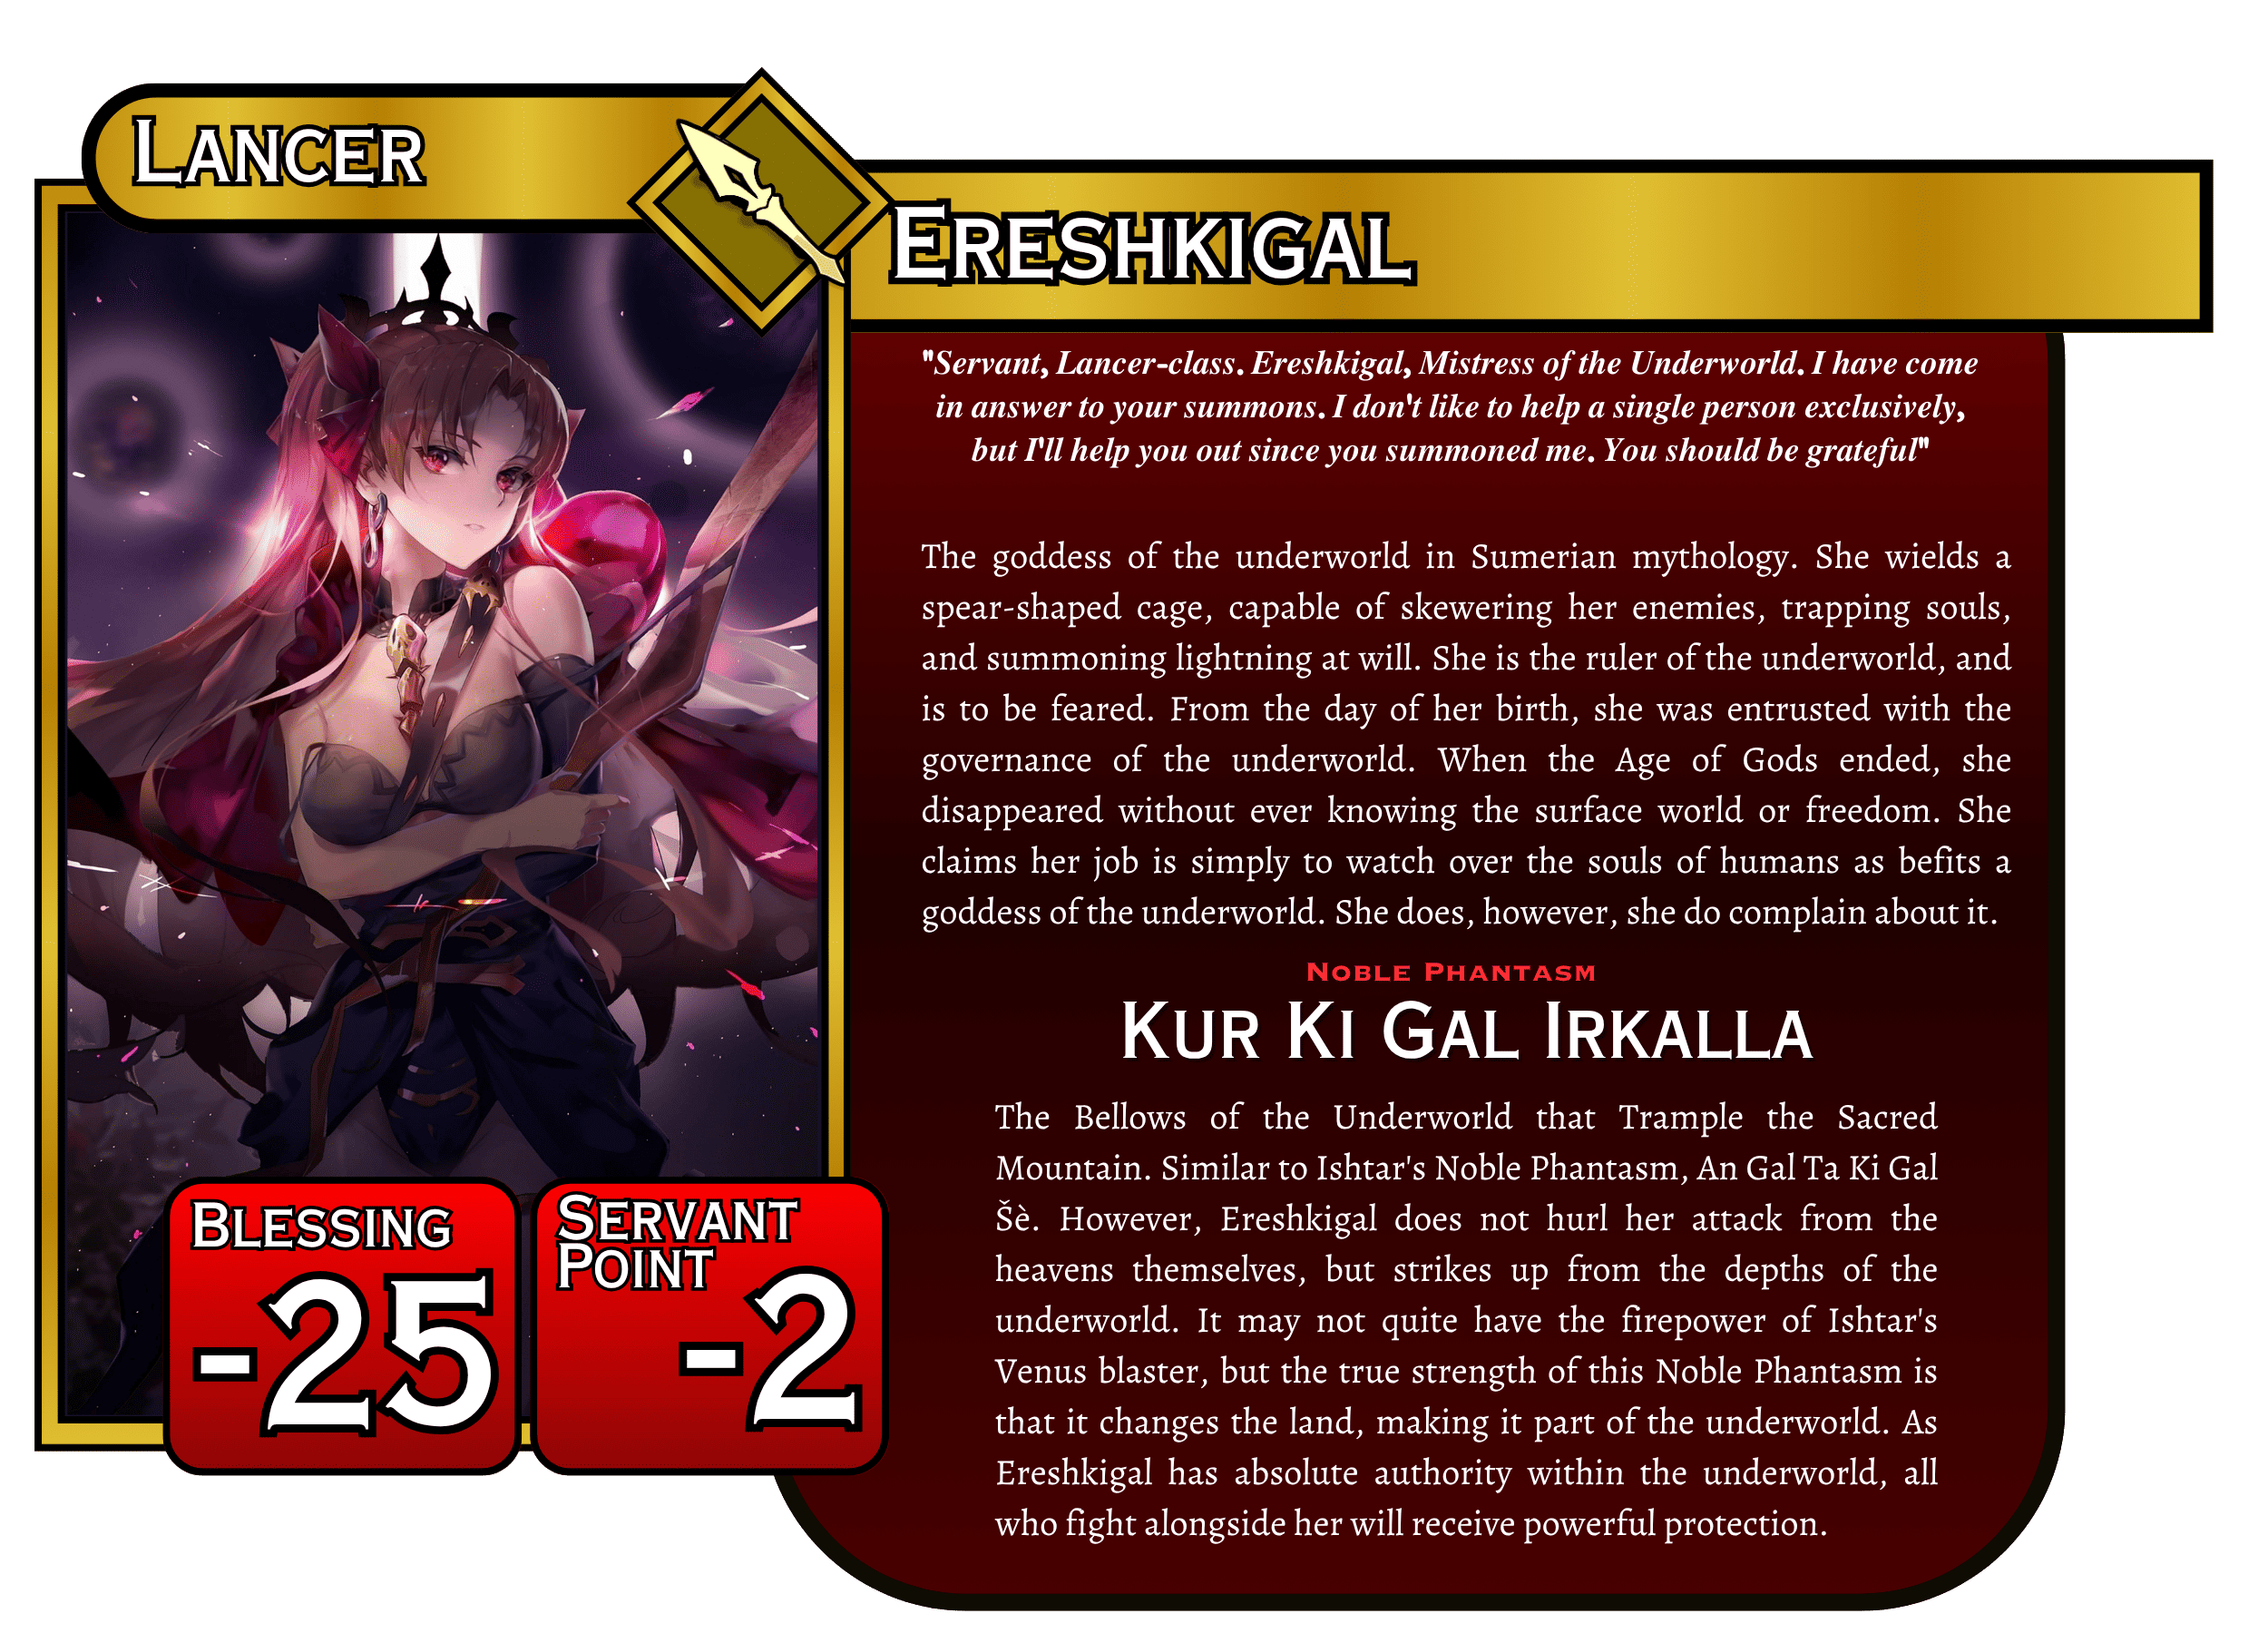 Lancer
Ereshkigal
"Servant, Lancer-class. Ereshkigal, Mistress of the Underworld. I have come
in answer to your summons. I don't like to help a single person exclusively,
but I'll help you out since you summoned me. You should be grateful"
The goddess of the underworld in Sumerian mythology. She wields a
spear-shaped cage, capable of skewering her enemies, trapping souls,
and summoning lightning at will. She is the ruler of the underworld, and
is to be feared. From the day of her birth, she was entrusted with the
governance of the underworld. When the Age of Gods ended, she
disappeared without ever knowing the surface world or freedom. She
claims her job is simply to watch over the souls of humans as befits a
goddess of the underworld. She does, however, she do complain about it.
Noble Phantasm
Kur Ki Gal Irkalla
The Bellows of the Underworld that Trample the Sacred
Mountain. Similar to Ishtar's Noble Phantasm, An Gal Ta Ki Gal
Šè. However, Ereshkigal does not hurl her attack from the
heavens themselves, but strikes up from the depths of the
underworld. It may not quite have the firepower of Ishtar's
Venus blaster, but the true strength of this Noble Phantasm is
that it changes the land, making it part of the underworld. As
Ereshkigal has absolute authority within the underworld, all
who fight alongside her will receive powerful protection.
Blessing
-25
Servant
Point
-2